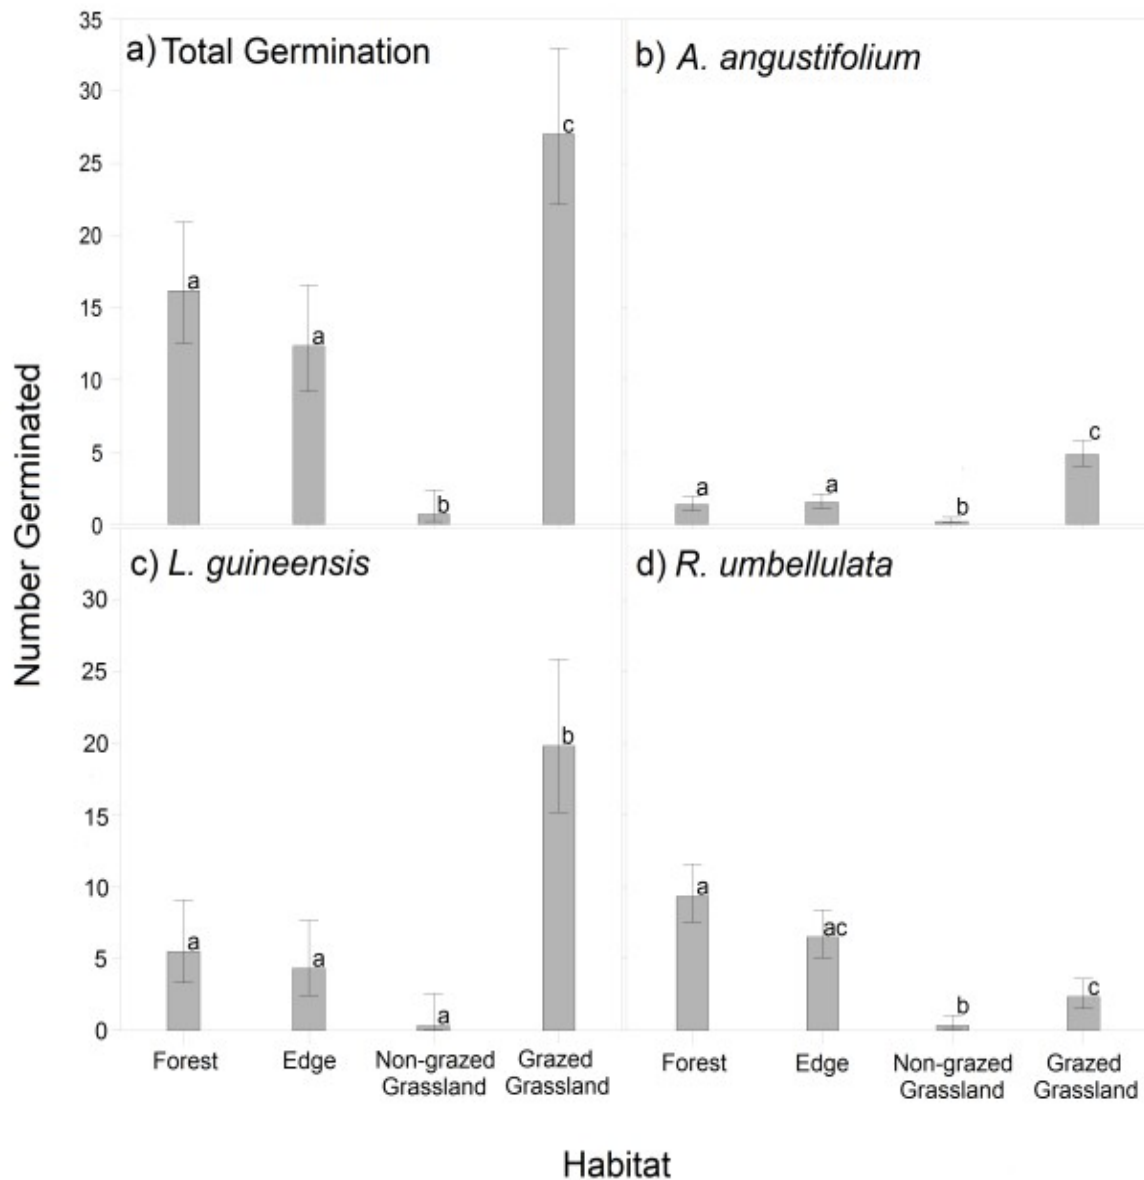 a) Total Germination
b) A. angustifolium
35
30
25
20
15
10
5
0
a
a
b
c
a
a
b
c
c) L. guineensis
d) R. umbellulata
30
25
20
15
10
5
0
a
a
a
b
a
ac
b
c
Number Germinated
Forest
Edge
Non-grazed
Grassland
Grazed
Grassland
Forest
Edge
Non-grazed
Grassland
Grazed
Grassland
Habitat